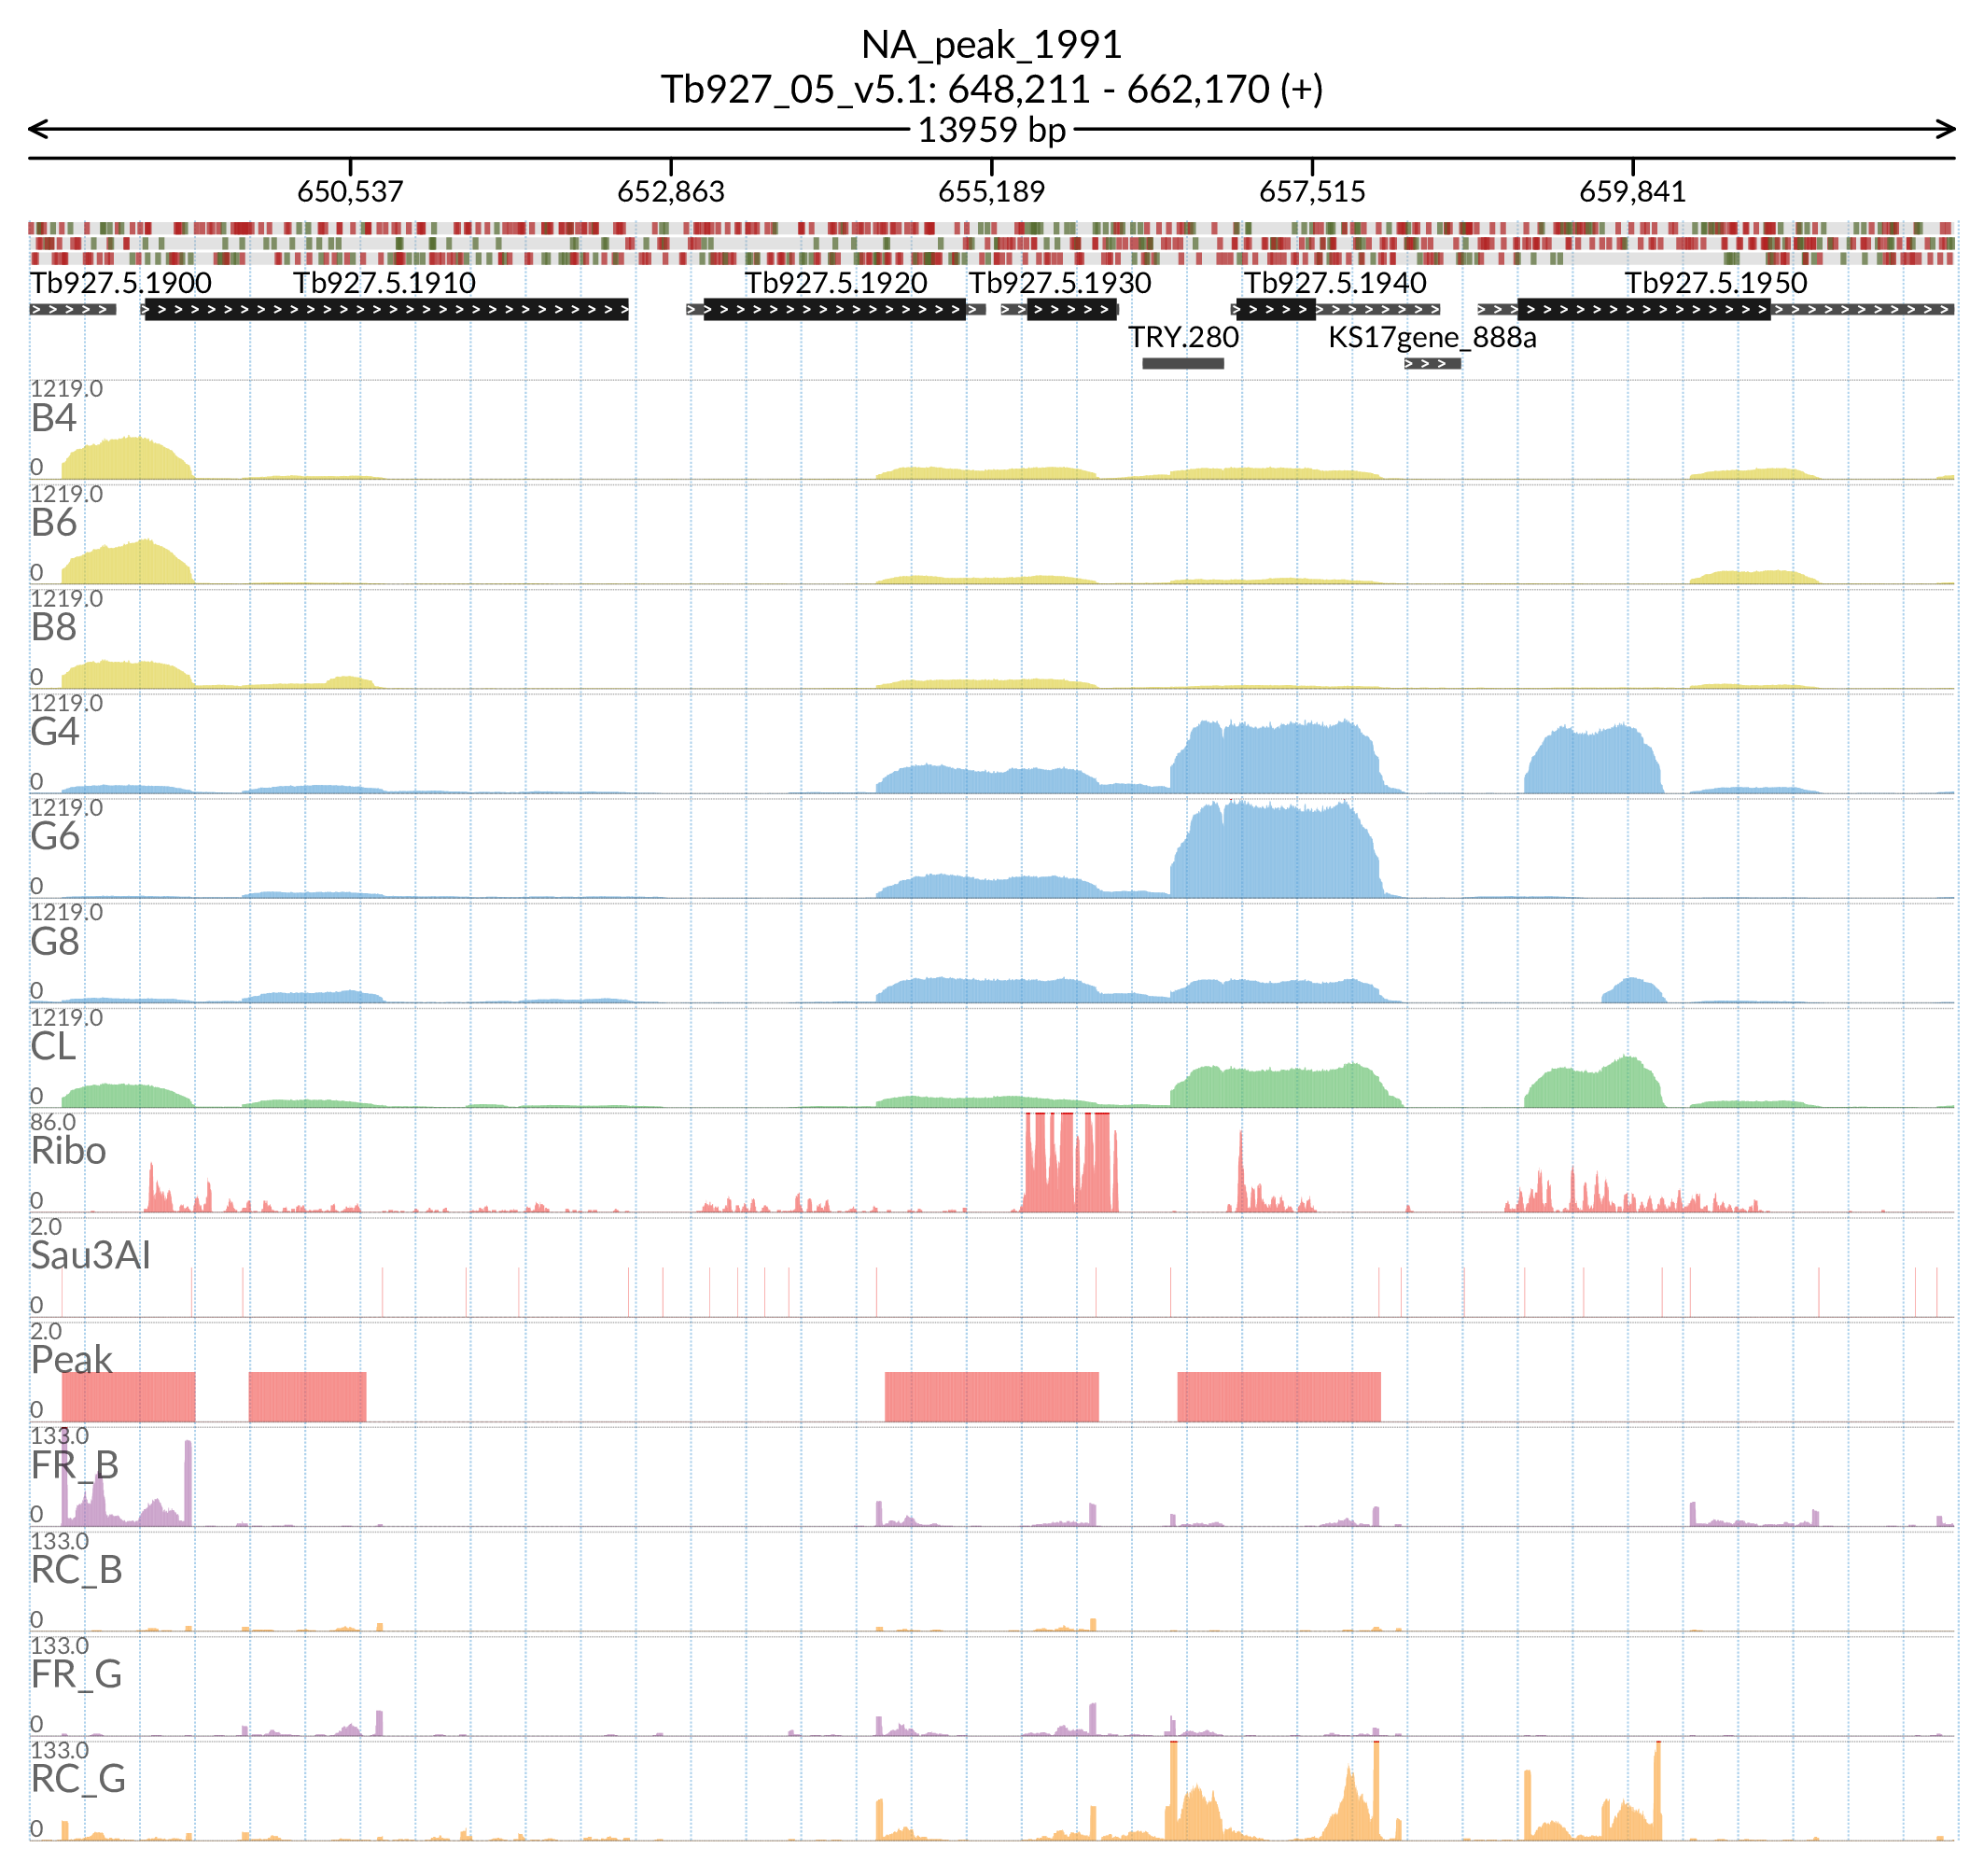 NA_peak_1991
Tb927_05_v5.1: 648,211 - 662,170 (+)
13959 bp
650,537 652,863 655,189 657,515 659,841
Tb927.5.1900 Tb927.5.1910 Tb927.5.1920 Tb927.5.1930 Tb927.5.1940 Tb927.5.1950
TRY.280 KS17gene_888a
1219.0
B4
0
1219.0
B6
0
1219.0
B8
0
1219.0
G4
0
1219.0
G6
0
1219.0
G8
0
1219.0
CL
0
86.0
Ribo
0
2.0
Sau3AI
0
2.0
Peak
0
133.0
FR_B
0
133.0
RC_B
0
133.0
FR_G
0
133.0
RC_G
0